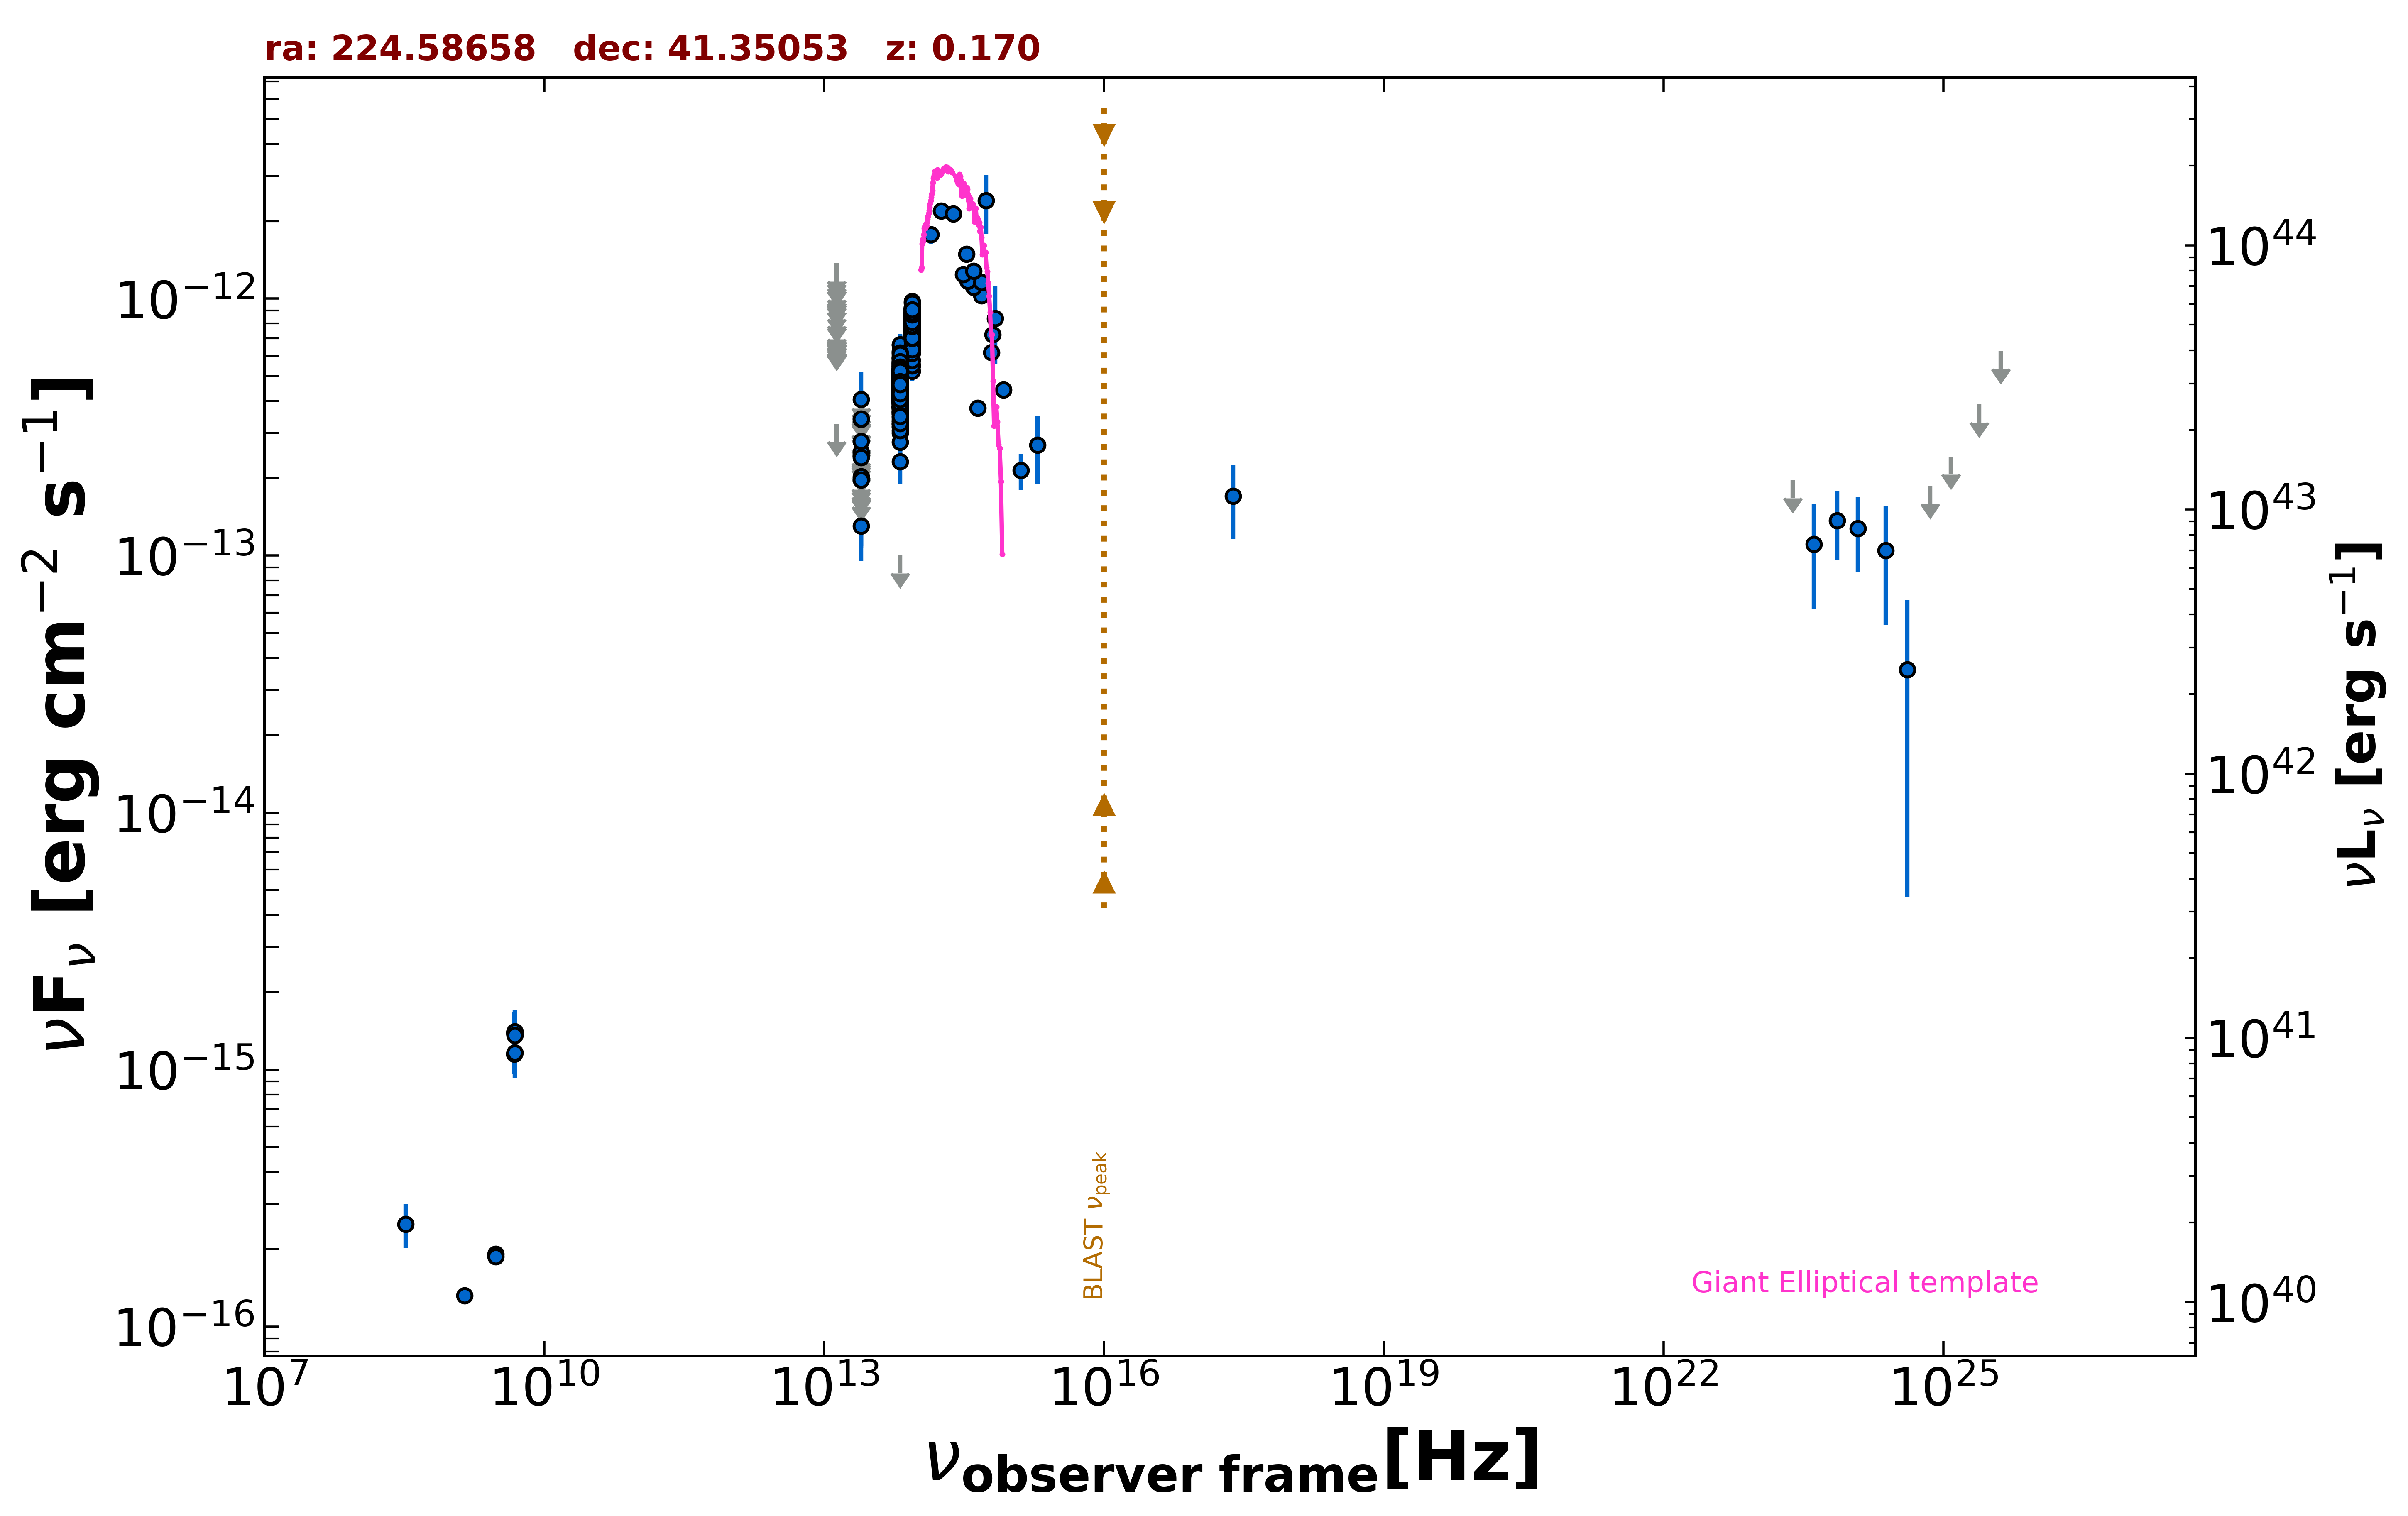 ra: 224.58658 dec: 41.35053 z: 0.170
νFν [erg cm⁻² s⁻¹]
10⁻¹²
10⁻¹³
10⁻¹⁴
10⁻¹⁵
10⁻¹⁶
10⁴⁴
10⁴³
10⁴²
10⁴¹
10⁴⁰
νLν [erg s⁻¹]
BLAST νpeak
Giant Elliptical template
10⁷ 10¹⁰ 10¹³ 10¹⁶ 10¹⁹ 10²² 10²⁵
νobserver frame[Hz]